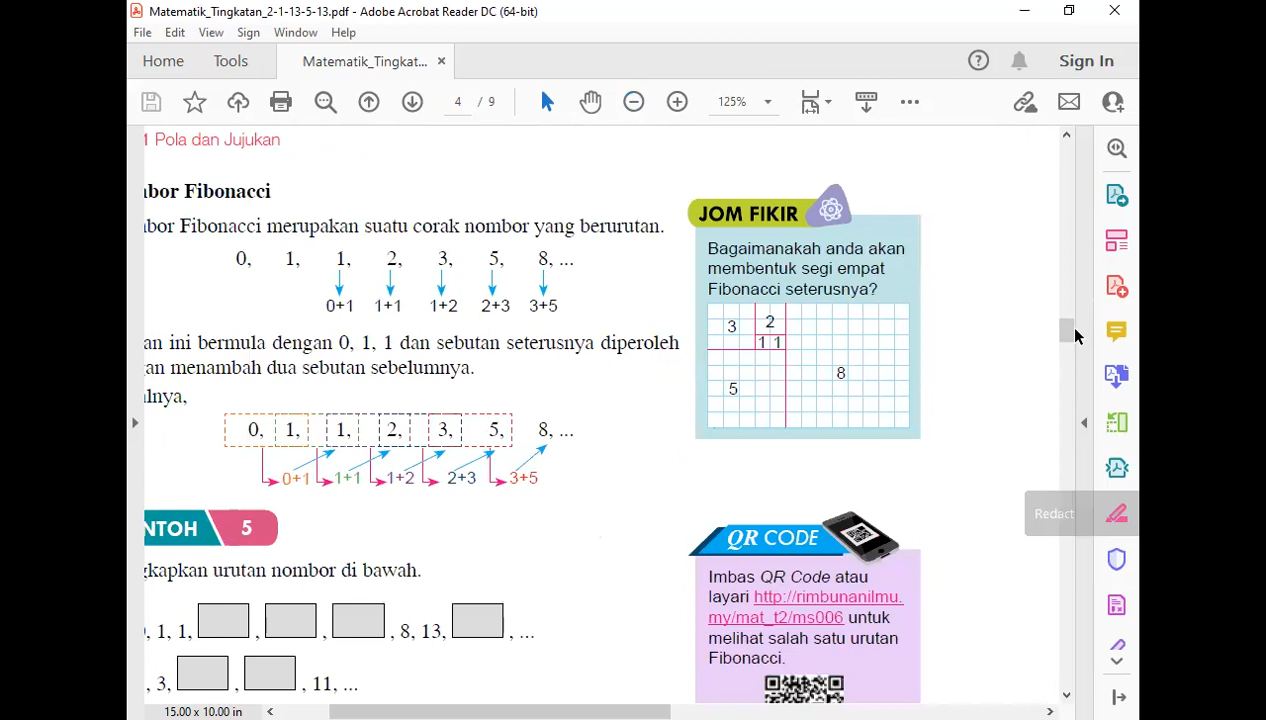 Matematik_Tingkatan_2-1-13-5-13.pdf - Adobe Acrobat Reader DC (64-bit)
File Edit View Sign Window Help
Home Tools Matematik_Tingkat... × Sign In
4 / 9 125%
1 Pola dan Jujukan
bor Fibonacci
bor Fibonacci merupakan suatu corak nombor yang berurutan.
0, 1, 1, 2, 3, 5, 8, ...
0+1 1+1 1+2 2+3 3+5
an ini bermula dengan 0, 1, 1 dan sebutan seterusnya diperoleh
an menambah dua sebutan sebelumnya.
alnya,
0, 1, 1, 2, 3, 5, 8, ...
0+1 1+1 1+2 2+3 3+5
NTOH 5
gkapkan urutan nombor di bawah.
, 1, 1, , , , 8, 13, , ...
, 3, , , 11, ...
JOM FIKIR
Bagaimanakah anda akan
membentuk segi empat
Fibonacci seterusnya?
3 2
1 1
8
5
QR CODE
Imbas QR Code atau
layari http://rimbunanilmu.
my/mat_t2/ms006 untuk
melihat salah satu urutan
Fibonacci.
Redact
15.00 x 10.00 in